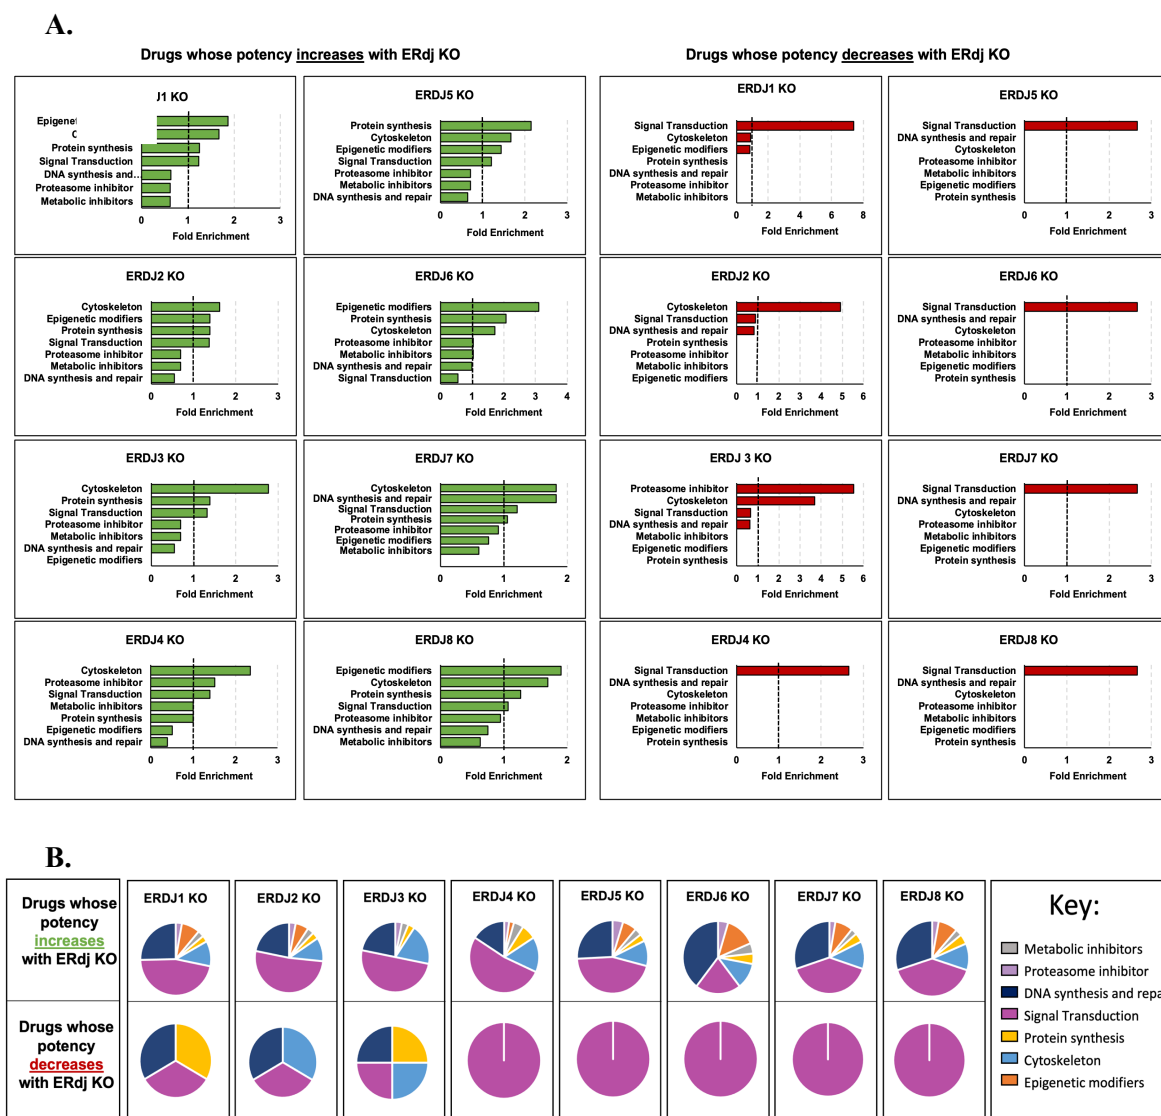 A.
Drugs whose potency increases with ERdj KO
Drugs whose potency decreases with ERdj KO
J1 KO
Epigenet
C
Protein synthesis
Signal Transduction
DNA synthesis and...
Proteasome inhibitor
Metabolic inhibitors
0 1 2 3
Fold Enrichment
ERDJ5 KO
Protein synthesis
Cytoskeleton
Epigenetic modifiers
Signal Transduction
Proteasome inhibitor
Metabolic inhibitors
DNA synthesis and repair
0 1 2 3
Fold Enrichment
ERDJ1 KO
Signal Transduction
Cytoskeleton
Epigenetic modifiers
Protein synthesis
DNA synthesis and repair
Proteasome inhibitor
Metabolic inhibitors
0 2 4 6 8
Fold Enrichment
ERDJ5 KO
Signal Transduction
DNA synthesis and repair
Cytoskeleton
Proteasome inhibitor
Metabolic inhibitors
Epigenetic modifiers
Protein synthesis
0 1 2 3
Fold Enrichment
ERDJ2 KO
Cytoskeleton
Epigenetic modifiers
Protein synthesis
Signal Transduction
Proteasome inhibitor
Metabolic inhibitors
DNA synthesis and repair
0 1 2 3
Fold Enrichment
ERDJ6 KO
Epigenetic modifiers
Protein synthesis
Cytoskeleton
Proteasome inhibitor
Metabolic inhibitors
DNA synthesis and repair
Signal Transduction
0 1 2 3 4
Fold Enrichment
ERDJ2 KO
Cytoskeleton
Signal Transduction
DNA synthesis and repair
Protein synthesis
Proteasome inhibitor
Metabolic inhibitors
Epigenetic modifiers
0 1 2 3 4 5 6
Fold Enrichment
ERDJ6 KO
Signal Transduction
DNA synthesis and repair
Cytoskeleton
Proteasome inhibitor
Metabolic inhibitors
Epigenetic modifiers
Protein synthesis
0 1 2 3
Fold Enrichment
ERDJ3 KO
Cytoskeleton
Protein synthesis
Signal Transduction
Proteasome inhibitor
Metabolic inhibitors
DNA synthesis and repair
Epigenetic modifiers
0 1 2 3
Fold Enrichment
ERDJ7 KO
Cytoskeleton
DNA synthesis and repair
Signal Transduction
Protein synthesis
Proteasome inhibitor
Epigenetic modifiers
Metabolic inhibitors
0 1 2
Fold Enrichment
ERDJ 3 KO
Proteasome inhibitor
Cytoskeleton
Signal Transduction
DNA synthesis and repair
Metabolic inhibitors
Epigenetic modifiers
Protein synthesis
0 1 2 3 4 5 6
Fold Enrichment
ERDJ7 KO
Signal Transduction
DNA synthesis and repair
Cytoskeleton
Proteasome inhibitor
Metabolic inhibitors
Epigenetic modifiers
Protein synthesis
0 1 2 3
Fold Enrichment
ERDJ4 KO
Cytoskeleton
Proteasome inhibitor
Signal Transduction
Metabolic inhibitors
Protein synthesis
Epigenetic modifiers
DNA synthesis and repair
0 1 2 3
Fold Enrichment
ERDJ8 KO
Epigenetic modifiers
Cytoskeleton
Protein synthesis
Signal Transduction
Proteasome inhibitor
DNA synthesis and repair
Metabolic inhibitors
0 1 2
Fold Enrichment
ERDJ4 KO
Signal Transduction
DNA synthesis and repair
Cytoskeleton
Proteasome inhibitor
Metabolic inhibitors
Epigenetic modifiers
Protein synthesis
0 1 2 3
Fold Enrichment
ERDJ8 KO
Signal Transduction
DNA synthesis and repair
Cytoskeleton
Proteasome inhibitor
Metabolic inhibitors
Epigenetic modifiers
Protein synthesis
0 1 2 3
Fold Enrichment
B.
Drugs whose
potency
increases
with ERdj KO
ERDJ1 KO
ERDJ2 KO
ERDJ3 KO
ERDJ4 KO
ERDJ5 KO
ERDJ6 KO
ERDJ7 KO
ERDJ8 KO
Drugs whose
potency
decreases
with ERdj KO
Key:
Metabolic inhibitors
Proteasome inhibitor
DNA synthesis and repa
Signal Transduction
Protein synthesis
Cytoskeleton
Epigenetic modifiers